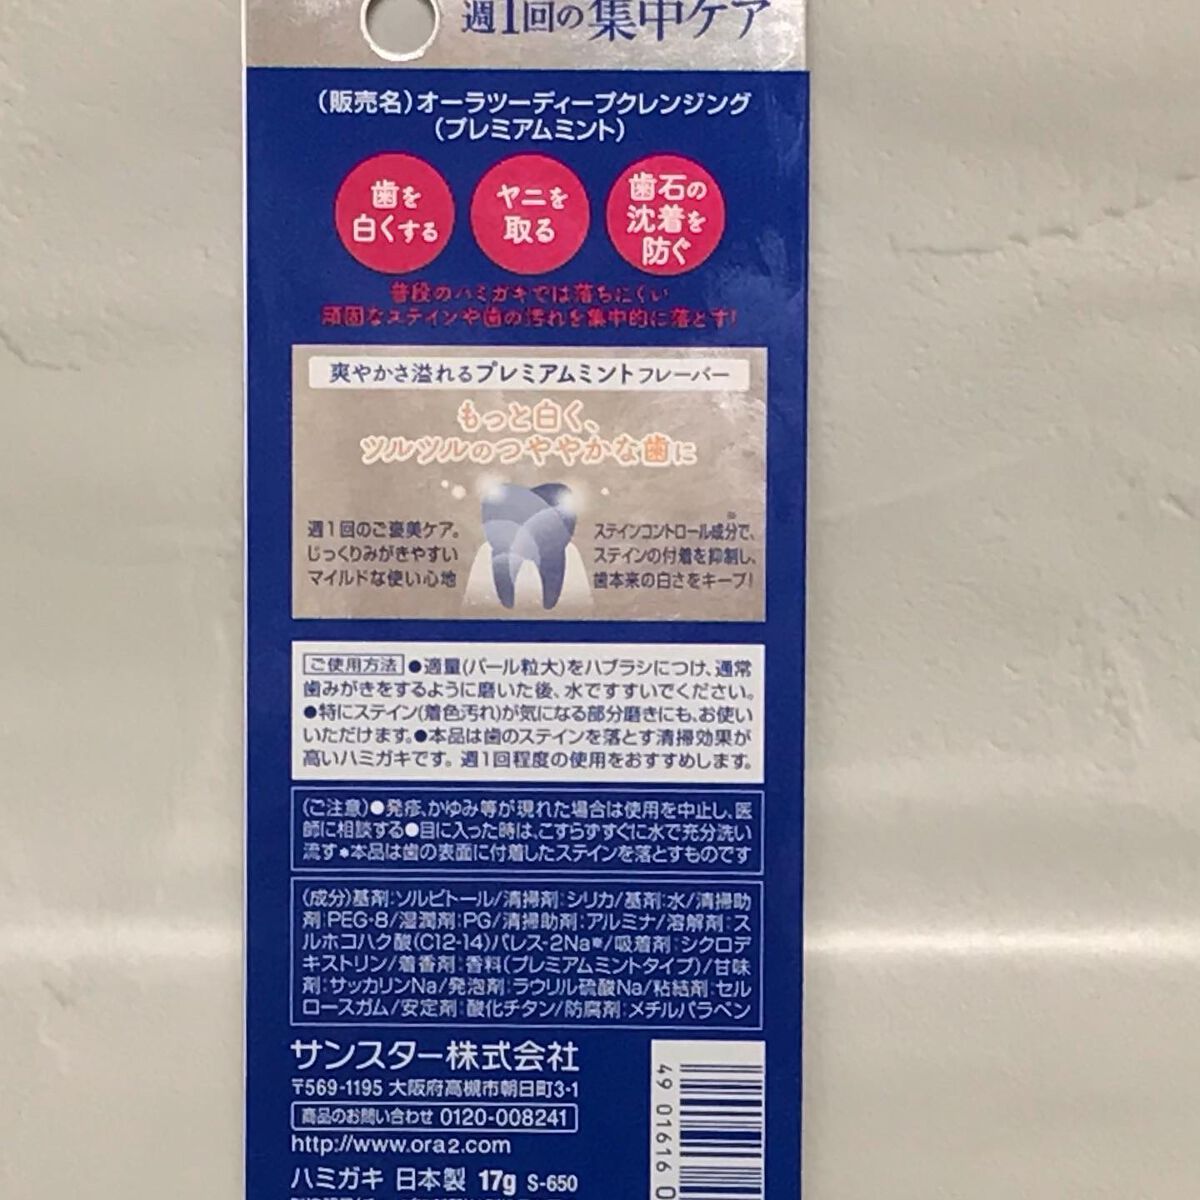 週1回の集中ケア
(販売名)オーラツーディープクレンジング
(プレミアムミント)
歯を
白くする
ヤニを
取る
歯石の
沈着を
防ぐ
普段のハミガキでは落ちにくい
頑固なステインや歯の汚れを集中的に落とす!
爽やかさ溢れるプレミアムミントフレーバー
もっと白く、
ツルツルのつややかな歯に
週1回のご褒美ケア。
じっくりみがきやすい
マイルドな使い心地
ステインコントロール成分※で、
ステインの付着を抑制し、
歯本来の白さをキープ!
ご使用方法 ●適量(パール粒大)をハブラシにつけ、通常
歯みがきをするように磨いた後、水ですすいでください。
●特にステイン(着色汚れ)が気になる部分磨きにも、お使い
いただけます。●本品は歯のステインを落とす清掃効果が
高いハミガキです。週1回程度の使用をおすすめします。
(ご注意)●発疹、かゆみ等が現れた場合は使用を中止し、医
師に相談する●目に入った時は、こすらずすぐに水で充分洗い
流す*本品は歯の表面に付着したステインを落とすものです
(成分)基剤:ソルビトール/清掃剤:シリカ/基剤:水/清掃助
剤:PEG-8/湿潤剤:PG/清掃助剤:アルミナ/溶解剤:ス
ルホコハク酸(C12-14)パレス-2Na※/吸着剤:シクロデ
キストリン/着香剤:香料(プレミアムミントタイプ)/甘味
剤:サッカリンNa/発泡剤:ラウリル硫酸Na/粘結剤:セル
ロースガム/安定剤:酸化チタン/防腐剤:メチルパラベン
サンスター株式会社
〒569-1195 大阪府高槻市朝日町3-1
商品のお問い合わせ 0120-008241
http://www.ora2.com
ハミガキ 日本製 17g S-650
49 01616 0